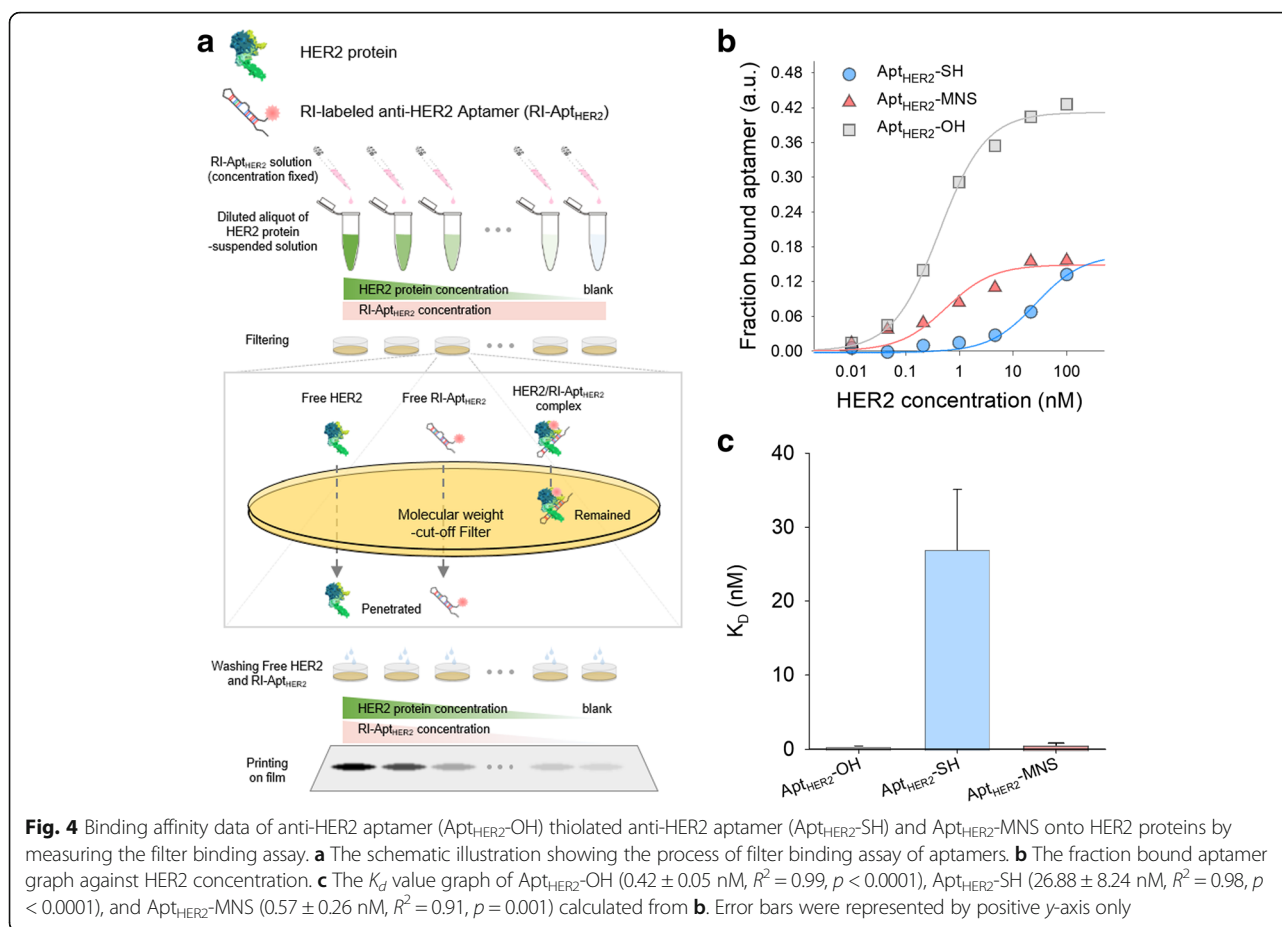 a
HER2 protein
RI-labeled anti-HER2 Aptamer (RI-AptHER2)
RI-AptHER2 solution
(concentration fixed)
Diluted aliquot of
HER2 protein
-suspended solution
HER2 protein concentration
blank
RI-AptHER2 concentration
Filtering
Free HER2
Free RI-AptHER2
HER2/RI-AptHER2
complex
Molecular weight
-cut-off Filter
Remained
Penetrated
Washing Free HER2
and RI-AptHER2
HER2 protein concentration
blank
RI-AptHER2 concentration
Printing
on film
b
Fraction bound aptamer (a.u.)
0.48
0.42
0.36
0.30
0.24
0.18
0.12
0.06
0.00
AptHER2-SH
AptHER2-MNS
AptHER2-OH
0.01
0.1
1
10
100
HER2 concentration (nM)
c
KD (nM)
40
30
20
10
0
AptHER2-OH
AptHER2-SH
AptHER2-MNS
Fig. 4 Binding affinity data of anti-HER2 aptamer (AptHER2-OH) thiolated anti-HER2 aptamer (AptHER2-SH) and AptHER2-MNS onto HER2 proteins by
measuring the filter binding assay. a The schematic illustration showing the process of filter binding assay of aptamers. b The fraction bound aptamer
graph against HER2 concentration. c The Kd value graph of AptHER2-OH (0.42 ± 0.05 nM, R² = 0.99, p < 0.0001), AptHER2-SH (26.88 ± 8.24 nM, R² = 0.98, p
< 0.0001), and AptHER2-MNS (0.57 ± 0.26 nM, R² = 0.91, p = 0.001) calculated from b. Error bars were represented by positive y-axis only